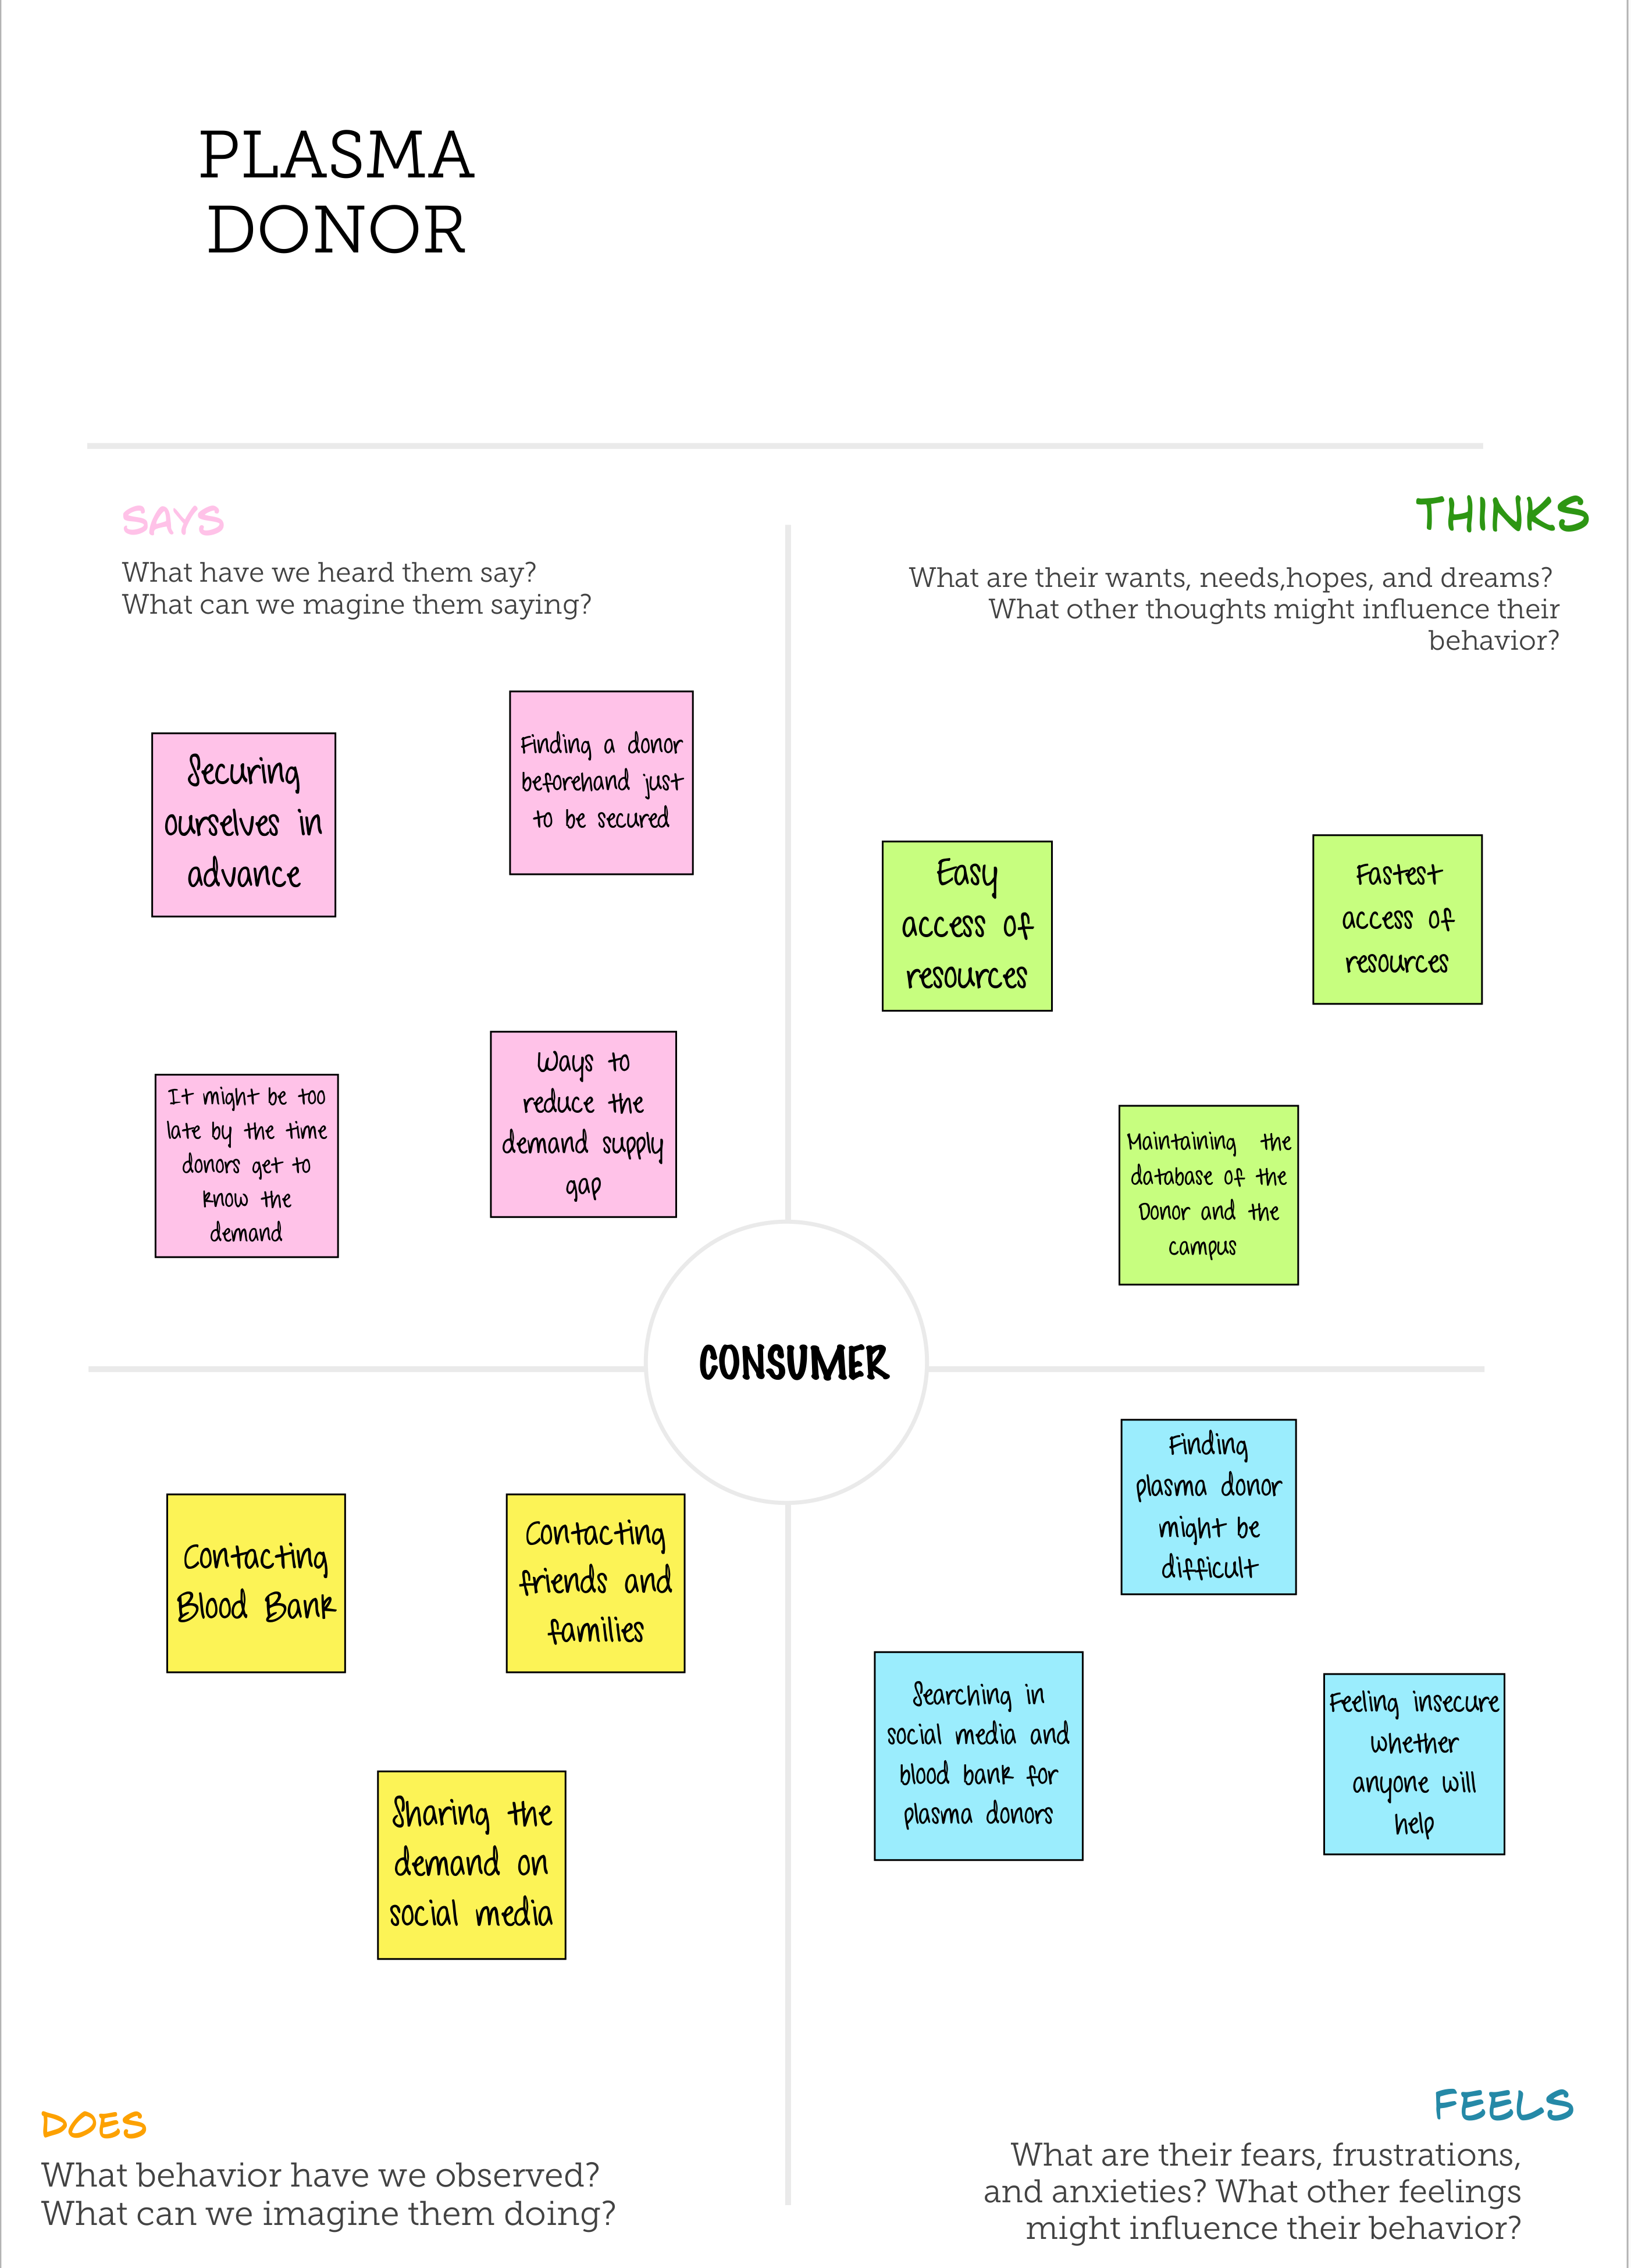 PLASMA
DONOR
SAYS
What have we heard them say?
What can we magine them saying?
THINKS
What are their wants, needs,hopes, and dreams?
What other thoughts might influence their
behavior?
Securing
ourselves in
advance
Finding a donor
beforehand just
to be secured
Easy
access of
resources
Fastest
access of
resources
It might be too
late by the time
donors get to
know the
demand
Ways to
reduce the
demand supply
gap
Maintaining the
database of the
Donor and the
campus
CONSUMER
Contacting
Blood Bank
Contacting
friends and
families
Sharing the
demand on
social media
Finding
plasma donor
might be
difficult
Searching in
social media and
blood bank for
plasma donors
Feeling insecure
whether
anyone will
help
DOES
What behavior have we observed?
What can we imagine them doing?
FEELS
What are their fears, frustrations,
and anxieties? What other feelings
might influence their behavior?